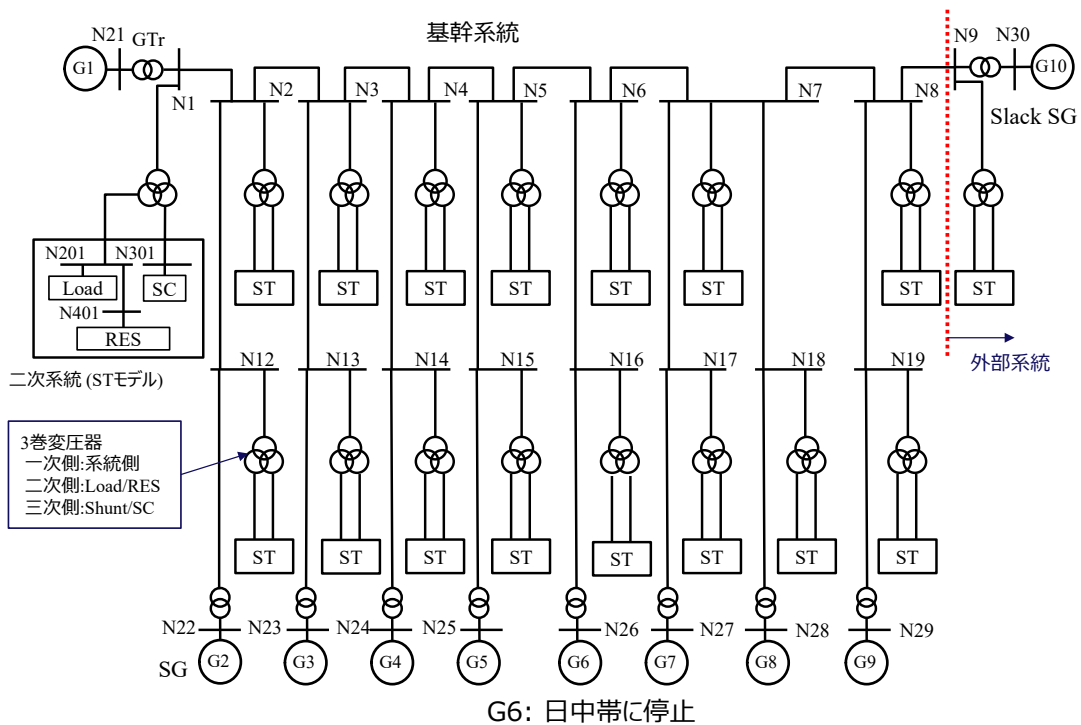 基幹系統
N21
GTr
G1
N1
N2
N3
N4
N5
N6
N7
N8
N9
N30
G10
Slack SG
N201
N301
Load
SC
N401
RES
二次系統 (STモデル)
ST
ST
ST
ST
ST
ST
ST
ST
外部系統
N12
N13
N14
N15
N16
N17
N18
N19
3巻変圧器
一次側:系統側
二次側:Load/RES
三次側:Shunt/SC
ST
ST
ST
ST
ST
ST
ST
ST
N22
N23
N24
N25
N26
N27
N28
N29
SG
G2
G3
G4
G5
G6
G7
G8
G9
G6: 日中帯に停止